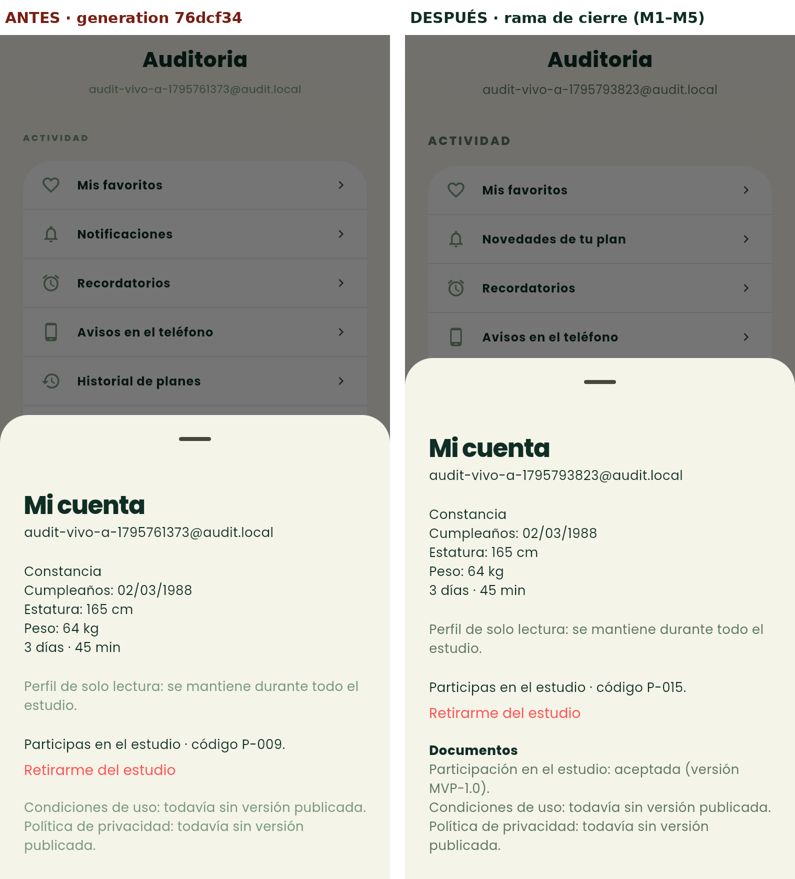 ANTES · generation 76dcf34
Auditoria
audit-vivo-a-1795761373@audit.local
ACTIVIDAD
Mis favoritos
Notificaciones
Recordatorios
Avisos en el teléfono
Historial de planes
Mi cuenta
audit-vivo-a-1795761373@audit.local
Constancia
Cumpleaños: 02/03/1988
Estatura: 165 cm
Peso: 64 kg
3 días · 45 min
Perfil de solo lectura: se mantiene durante todo el
estudio.
Participas en el estudio · código P-009.
Retirarme del estudio
Condiciones de uso: todavía sin versión publicada.
Política de privacidad: todavía sin versión
publicada.
DESPUÉS · rama de cierre (M1–M5)
Auditoria
audit-vivo-a-1795793823@audit.local
ACTIVIDAD
Mis favoritos
Novedades de tu plan
Recordatorios
Avisos en el teléfono
Mi cuenta
audit-vivo-a-1795793823@audit.local
Constancia
Cumpleaños: 02/03/1988
Estatura: 165 cm
Peso: 64 kg
3 días · 45 min
Perfil de solo lectura: se mantiene durante todo el
estudio.
Participas en el estudio · código P-015.
Retirarme del estudio
Documentos
Participación en el estudio: aceptada (versión
MVP-1.0).
Condiciones de uso: todavía sin versión publicada.
Política de privacidad: todavía sin versión
publicada.